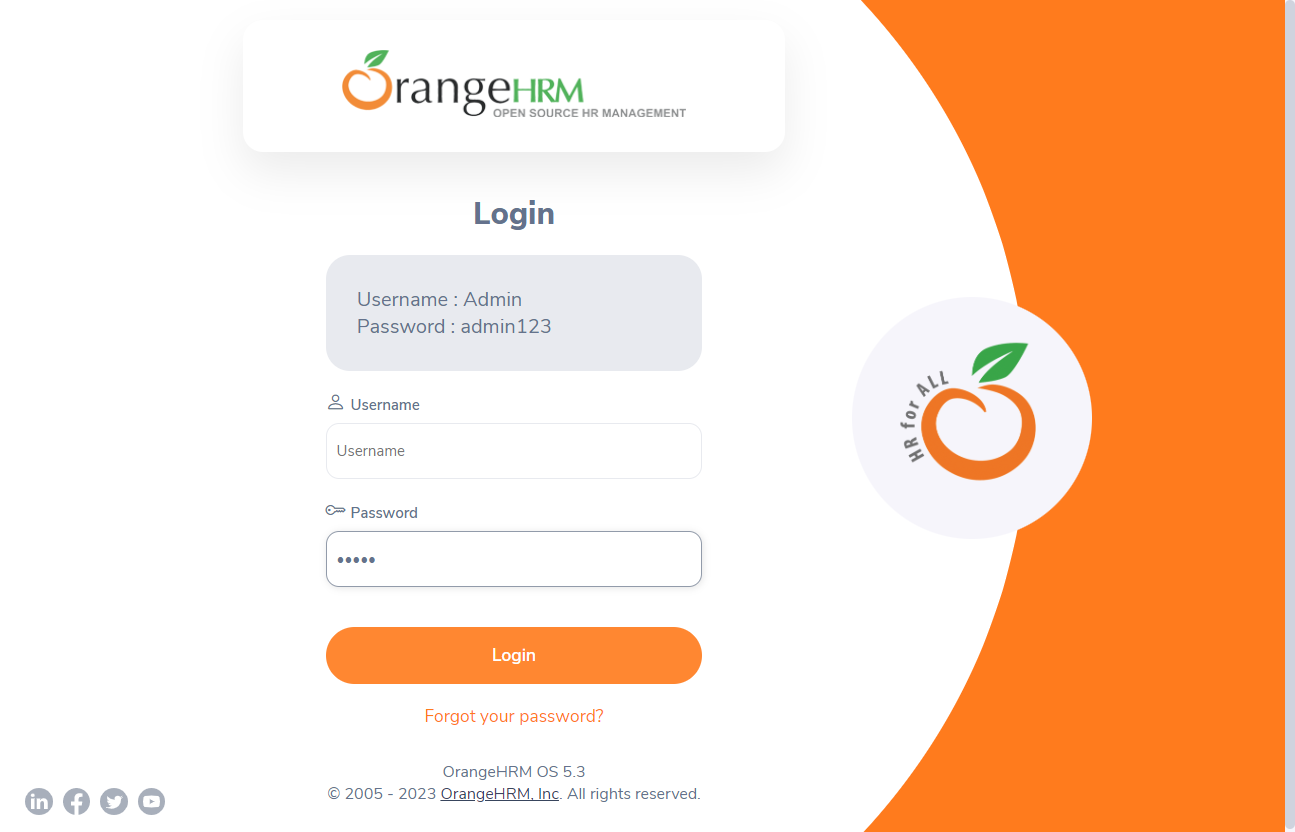 OrangeHRM
OPEN SOURCE HR MANAGEMENT
Login
Username : Admin
Password : admin123
Username
Username
Password
•••••
Login
Forgot your password?
OrangeHRM OS 5.3
© 2005 - 2023 OrangeHRM, Inc. All rights reserved.
HR for ALL